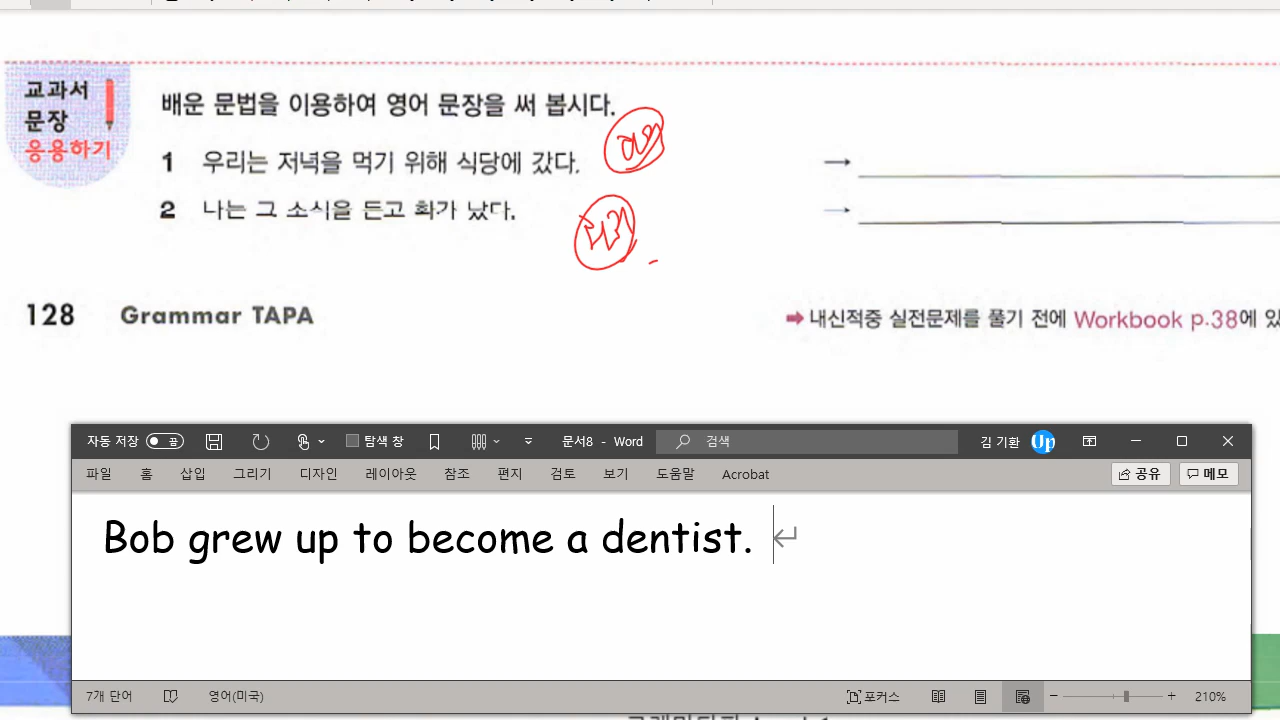 교과서
문장
응용하기
배운 문법을 이용하여 영어 문장을 써 봅시다.
1 우리는 저녁을 먹기 위해 식당에 갔다. →
2 나는 그 소식을 듣고 화가 났다. →
128 Grammar TAPA
➡ 내신적중 실전문제를 풀기 전에 Workbook p.38에 있
자동 저장 끔 탐색 창 문서8 - Word 검색 김 기환 Up
파일 홈 삽입 그리기 디자인 레이아웃 참조 편지 검토 보기 도움말 Acrobat 공유 메모
Bob grew up to become a dentist.
7개 단어 영어(미국) 포커스 210%